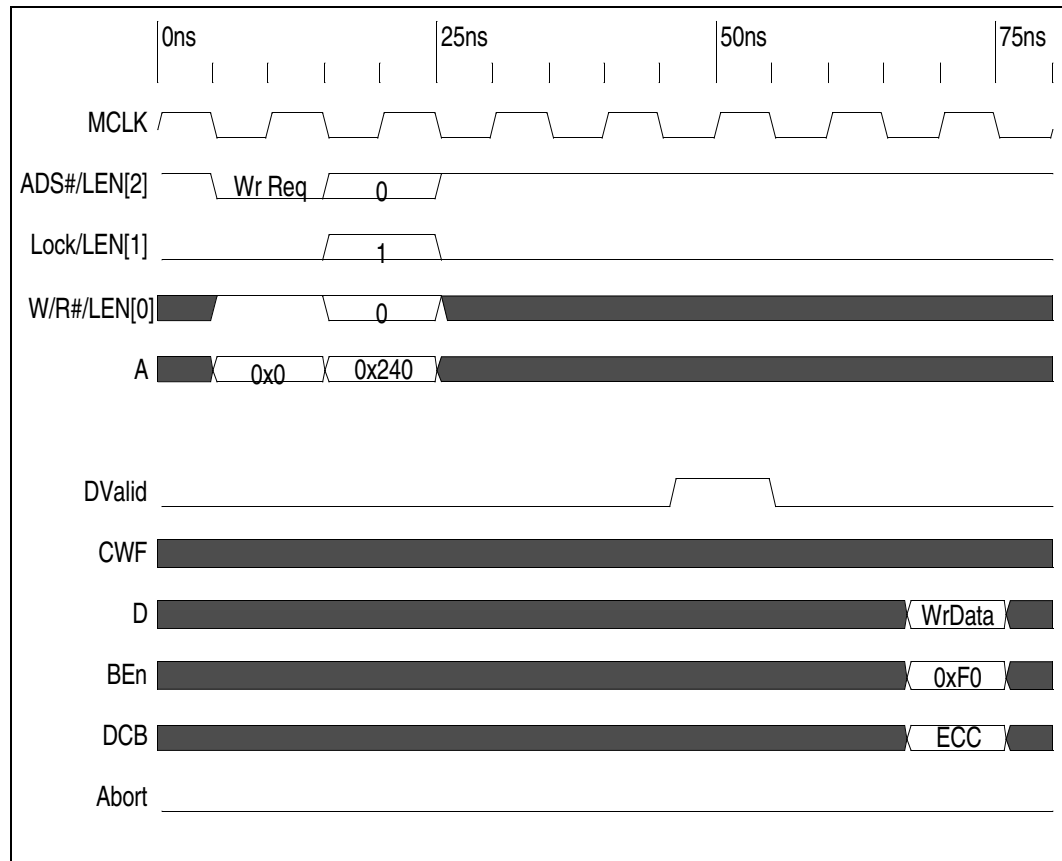 0ns 25ns 50ns 75ns
MCLK
ADS#/LEN[2] Wr Req 0
Lock/LEN[1] 1
W/R#/LEN[0] 0
A 0x0 0x240
DValid
CWF
D WrData
BEn 0xF0
DCB ECC
Abort